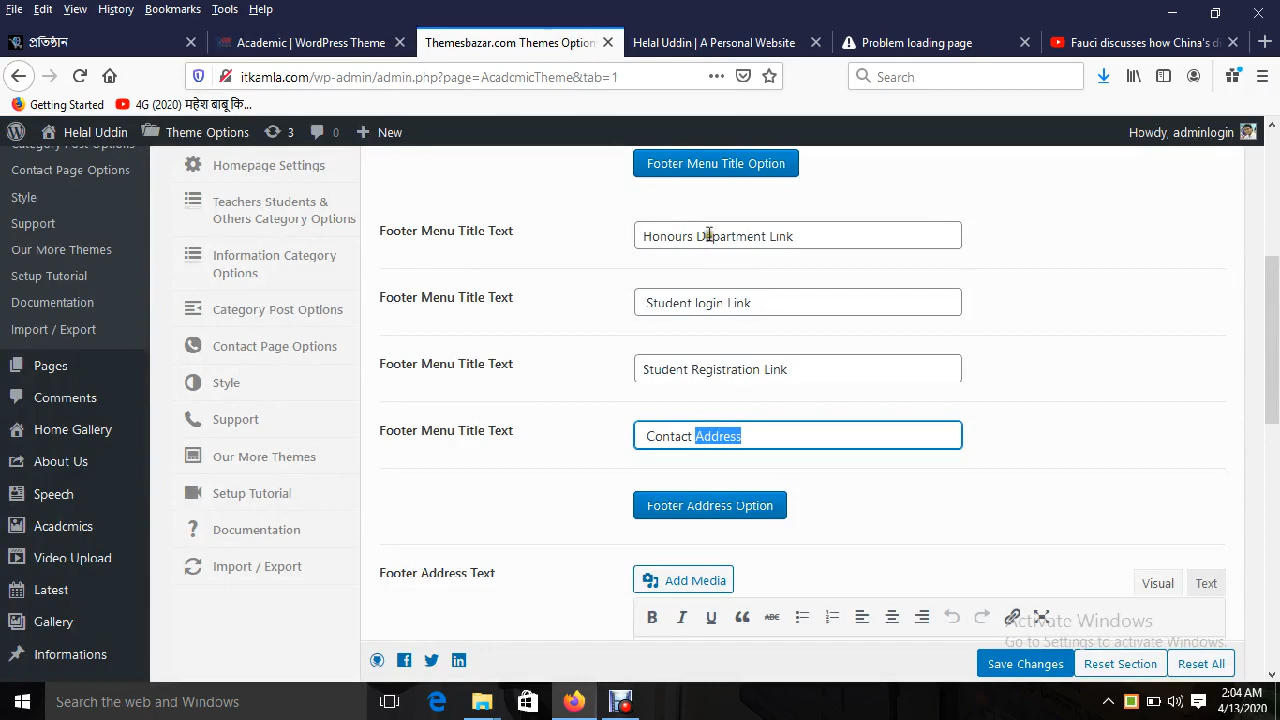 File Edit View History Bookmarks Tools Help
প্রতিষ্ঠান
Academic | WordPress Theme
Themesbazar.com Themes Option
Helal Uddin | A Personal Website
Problem loading page
Fauci discusses how China's di
itkamla.com/wp-admin/admin.php?page=AcademicTheme&tab=1
Search
Getting Started
4G (2020) महेश बाबू कि...
Helal Uddin
Theme Options
3
0
New
Howdy, adminlogin
Category Post Options
Contact Page Options
Style
Support
Our More Themes
Setup Tutorial
Documentation
Import / Export
Pages
Comments
Home Gallery
About Us
Speech
Academics
Video Upload
Latest
Gallery
Informations
Homepage Settings
Teachers Students &
Others Category Options
Information Category
Options
Category Post Options
Contact Page Options
Style
Support
Our More Themes
Setup Tutorial
Documentation
Import / Export
Footer Menu Title Option
Footer Menu Title Text
Honours Department Link
Footer Menu Title Text
Student login Link
Footer Menu Title Text
Student Registration Link
Footer Menu Title Text
Contact Address
Footer Address Option
Footer Address Text
Add Media
Visual
Text
B I U ABC
Activate Windows
Go to Settings to activate Windows.
Save Changes
Reset Section
Reset All
Search the web and Windows
2:04 AM
4/13/2020